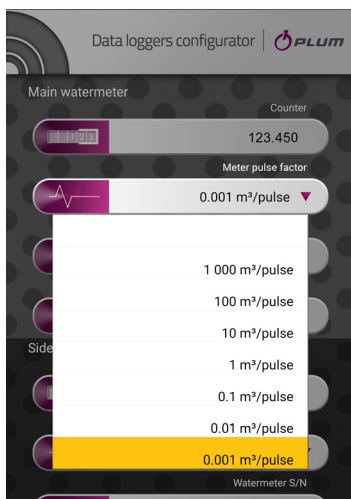 Data loggers configurator PLUM
Main watermeter
Counter
123
123.450
Meter pulse factor
0.001 m³/pulse
1 000 m³/pulse
100 m³/pulse
10 m³/pulse
1 m³/pulse
0.1 m³/pulse
0.01 m³/pulse
0.001 m³/pulse
Side
Watermeter S/N